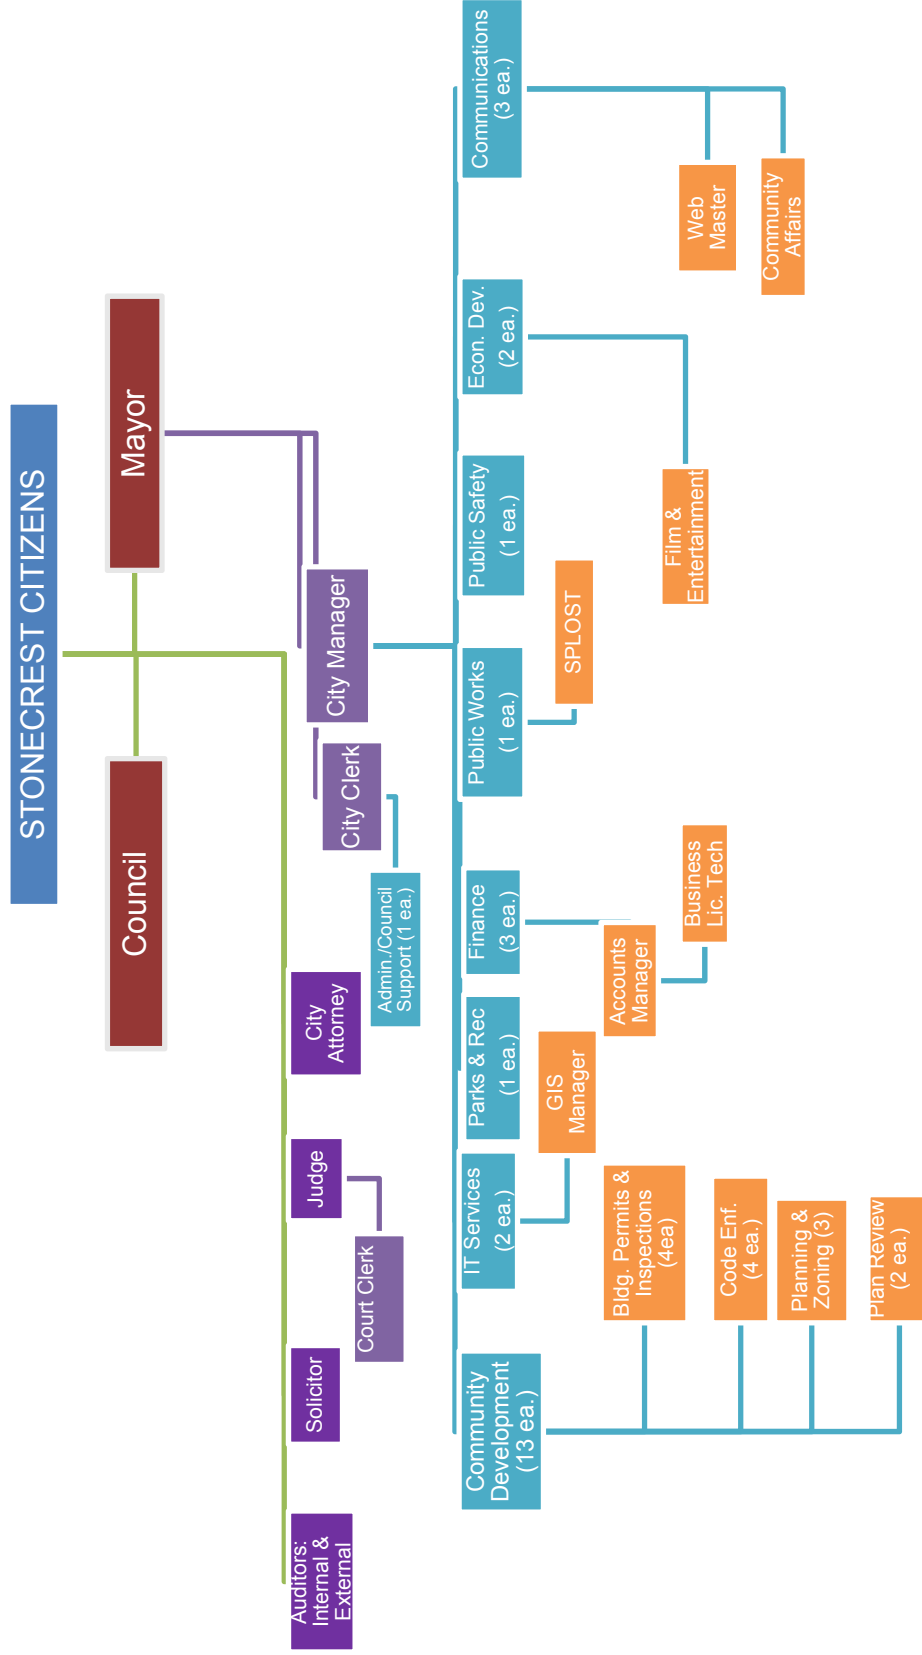 STONECREST CITIZENS
Council
Mayor
Auditors:
Internal &
External
Solicitor
Judge
City
Attorney
City Manager
City Clerk
Court Clerk
Admin./Council
Support (1 ea.)
Community
Development
(13 ea.)
IT Services
(2 ea.)
Parks & Rec
(1 ea.)
Finance
(3 ea.)
Public Works
(1 ea.)
Public Safety
(1 ea.)
Econ. Dev.
(2 ea.)
Communications
(3 ea.)
Bldg. Permits &
Inspections
(4ea)
Code Enf.
(4 ea.)
Planning &
Zoning (3)
Plan Review
(2 ea.)
GIS
Manager
Accounts
Manager
Business
Lic. Tech
SPLOST
Film &
Entertainment
Web
Master
Community
Affairs